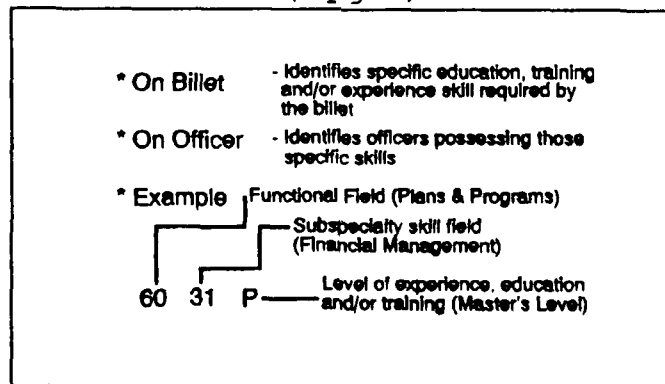 * On Billet - Identifies specific education, training
and/or experience skill required by
the billet
* On Officer - Identifies officers possessing those
specific skills
* Example Functional Field (Plans & Programs)
Subspecialty skill field
(Financial Management)
60 31 P Level of experience, education
and/or training (Master's Level)